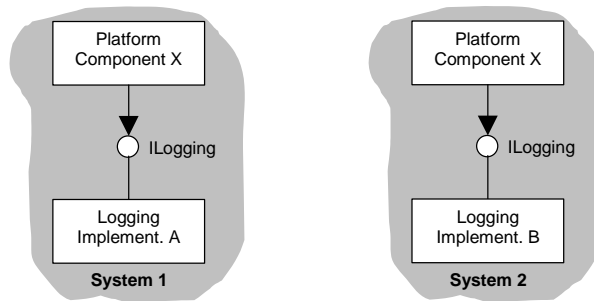 Platform
Component X
ILogging
Logging
Implement. A
System 1
Platform
Component X
ILogging
Logging
Implement. B
System 2